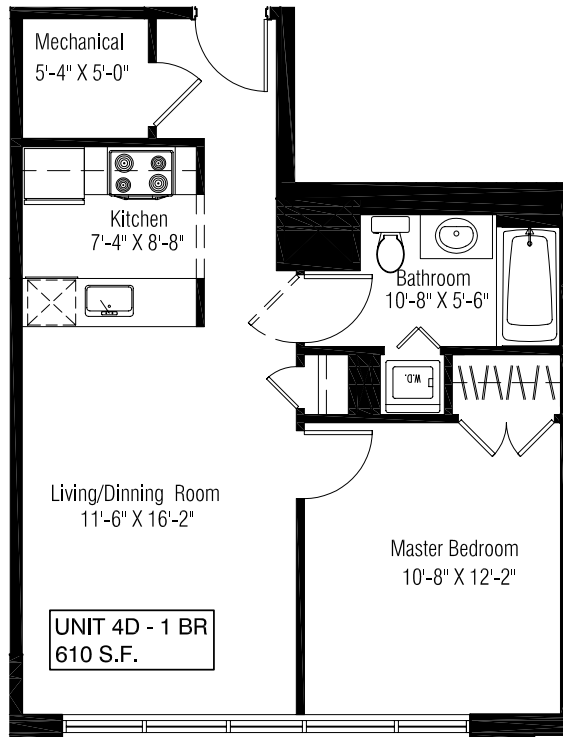 Mechanical
5'-4" X 5'-0"
Kitchen
7'-4" X 8'-8"
Bathroom
10'-8" X 5'-6"
W.D.
Living/Dinning Room
11'-6" X 16'-2"
Master Bedroom
10'-8" X 12'-2"
UNIT 4D - 1 BR
610 S.F.